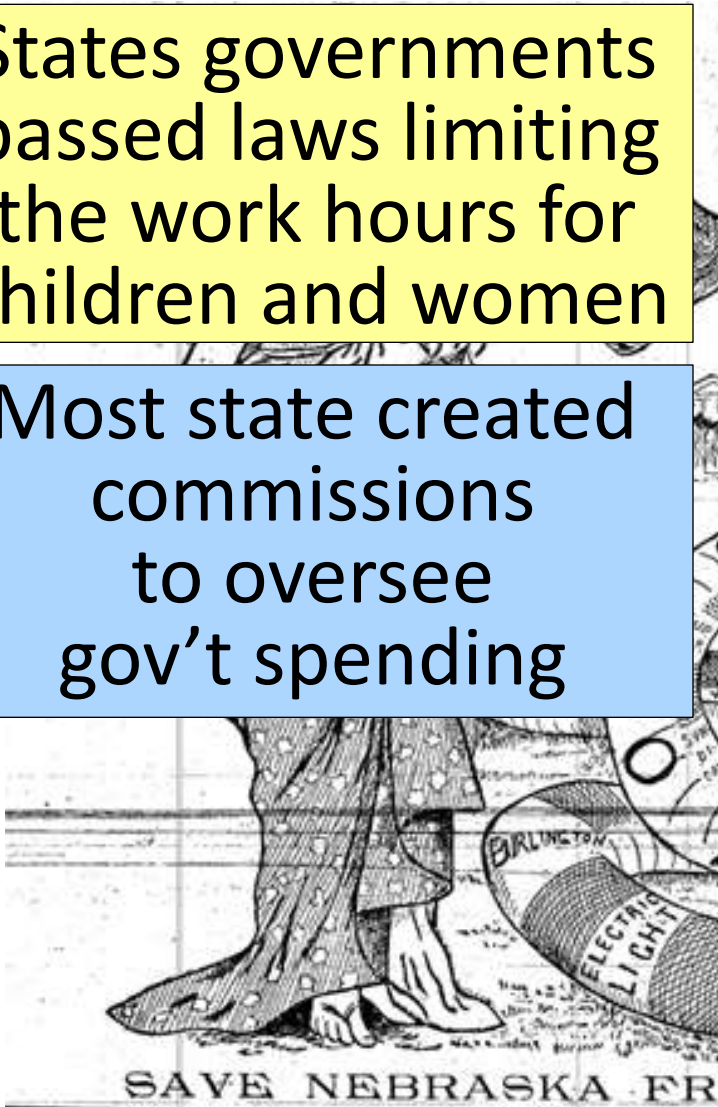 States governments
passed laws limiting
the work hours for
hildren and women
Most state created
commissions
to oversee
gov’t spending
BURLINGTON
ELECTRIC
LIGHT
SAVE NEBRASKA FR